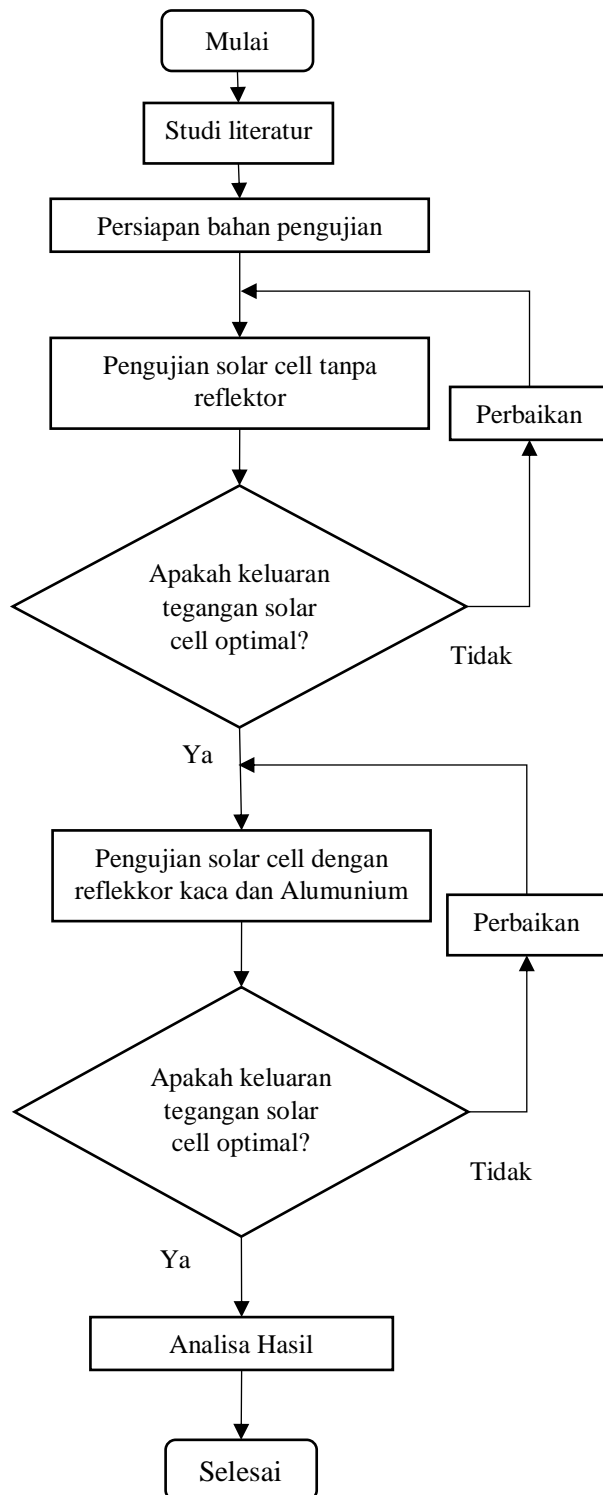 Mulai
Studi literatur
Persiapan bahan pengujian
Pengujian solar cell tanpa
reflektor
Perbaikan
Apakah keluaran
tegangan solar
cell optimal?
Tidak
Ya
Pengujian solar cell dengan
reflekkor kaca dan Alumunium
Perbaikan
Apakah keluaran
tegangan solar
cell optimal?
Tidak
Ya
Analisa Hasil
Selesai